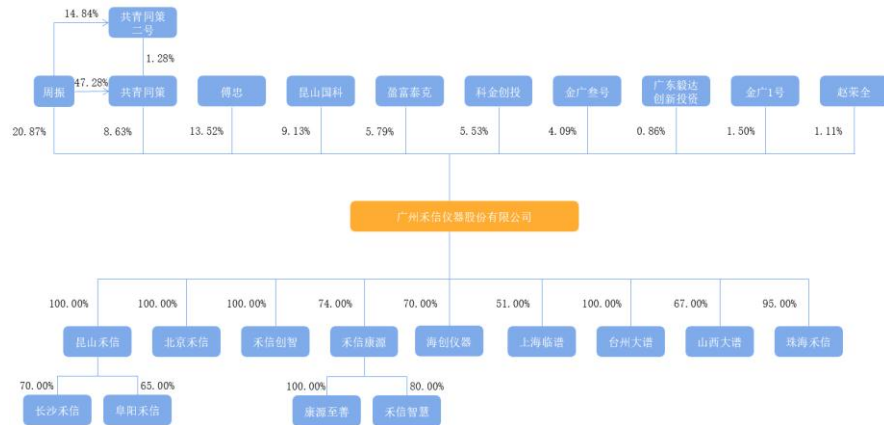 14.84%
共青同策
二号
1.28%
47.28%
周振
共青同策
傅忠
昆山国科
盈富泰克
科金创投
金广叁号
广东毅达
创新投资
金广1号
赵荣全
20.87%
8.63%
13.52%
9.13%
5.79%
5.53%
4.09%
0.86%
1.50%
1.11%
广州禾信仪器股份有限公司
100.00%
100.00%
100.00%
74.00%
70.00%
51.00%
100.00%
67.00%
95.00%
昆山禾信
北京禾信
禾信创智
禾信康源
海创仪器
上海临谱
台州大谱
山西大谱
珠海禾信
70.00%
65.00%
100.00%
80.00%
长沙禾信
阜阳禾信
康源至善
禾信智慧